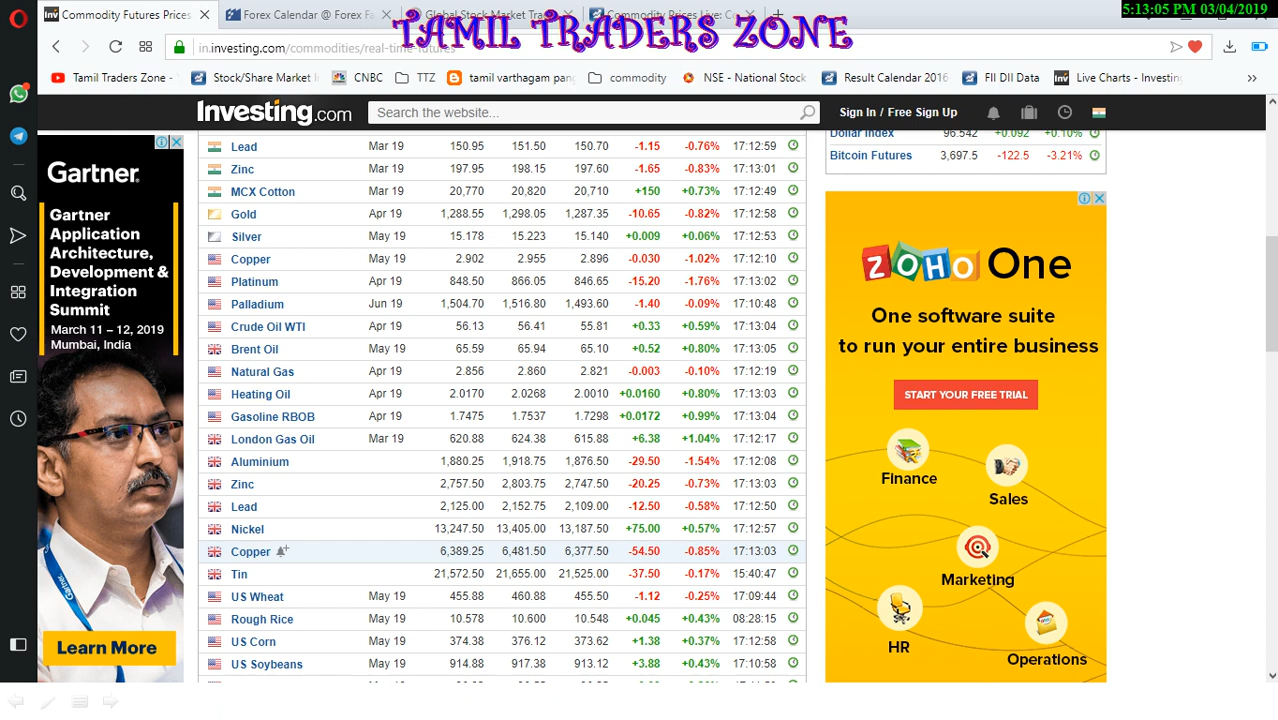 Commodity Futures Prices
Forex Calendar @ Forex Fa
Global Stock Market
Commodity Prices Live: Co
TAMIL TRADERS ZONE
5:13:05 PM 03/04/2019
in.investing.com/commodities/real-time-futures
Tamil Traders Zone -
Stock/Share Market I
CNBC
TTZ
tamil varthagam pan
commodity
NSE - National Stock
Result Calendar 2016
FII DII Data
Live Charts - Investin
Investing.com
Search the website...
Sign In / Free Sign Up
Lead Mar 19 150.95 151.50 150.70 -1.15 -0.76% 17:12:59
Zinc Mar 19 197.95 198.15 197.60 -1.65 -0.83% 17:13:01
MCX Cotton Mar 19 20,770 20,820 20,710 +150 +0.73% 17:12:49
Gold Apr 19 1,288.55 1,298.05 1,287.35 -10.65 -0.82% 17:12:58
Silver May 19 15.178 15.223 15.140 +0.009 +0.06% 17:12:53
Copper May 19 2.902 2.955 2.896 -0.030 -1.02% 17:12:10
Platinum Apr 19 848.50 866.05 846.65 -15.20 -1.76% 17:13:02
Palladium Jun 19 1,504.70 1,516.80 1,493.60 -1.40 -0.09% 17:10:48
Crude Oil WTI Apr 19 56.13 56.41 55.81 +0.33 +0.59% 17:13:04
Brent Oil May 19 65.59 65.94 65.10 +0.52 +0.80% 17:13:05
Natural Gas Apr 19 2.856 2.860 2.821 -0.003 -0.10% 17:12:19
Heating Oil Apr 19 2.0170 2.0268 2.0010 +0.0160 +0.80% 17:13:03
Gasoline RBOB Apr 19 1.7475 1.7537 1.7298 +0.0172 +0.99% 17:13:04
London Gas Oil Mar 19 620.88 624.38 615.88 +6.38 +1.04% 17:12:17
Aluminium 1,880.25 1,918.75 1,876.50 -29.50 -1.54% 17:12:08
Zinc 2,757.50 2,803.75 2,747.50 -20.25 -0.73% 17:13:03
Lead 2,125.00 2,152.75 2,109.00 -12.50 -0.58% 17:12:50
Nickel 13,247.50 13,405.00 13,187.50 +75.00 +0.57% 17:12:57
Copper 6,389.25 6,481.50 6,377.50 -54.50 -0.85% 17:13:03
Tin 21,572.50 21,655.00 21,525.00 -37.50 -0.17% 15:40:47
US Wheat May 19 455.88 460.88 455.50 -1.12 -0.25% 17:09:44
Rough Rice May 19 10.578 10.600 10.548 +0.045 +0.43% 08:28:15
US Corn May 19 374.38 376.12 373.62 +1.38 +0.37% 17:12:58
US Soybeans May 19 914.88 917.38 913.12 +3.88 +0.43% 17:10:58
Dollar Index 96.542 +0.092 +0.10%
Bitcoin Futures 3,697.5 -122.5 -3.21%
Gartner
Gartner
Application
Architecture,
Development &
Integration
Summit
March 11 – 12, 2019
Mumbai, India
Gartner
Learn More
ZOHO One
One software suite
to run your entire business
START YOUR FREE TRIAL
Finance
Sales
Marketing
HR
Operations